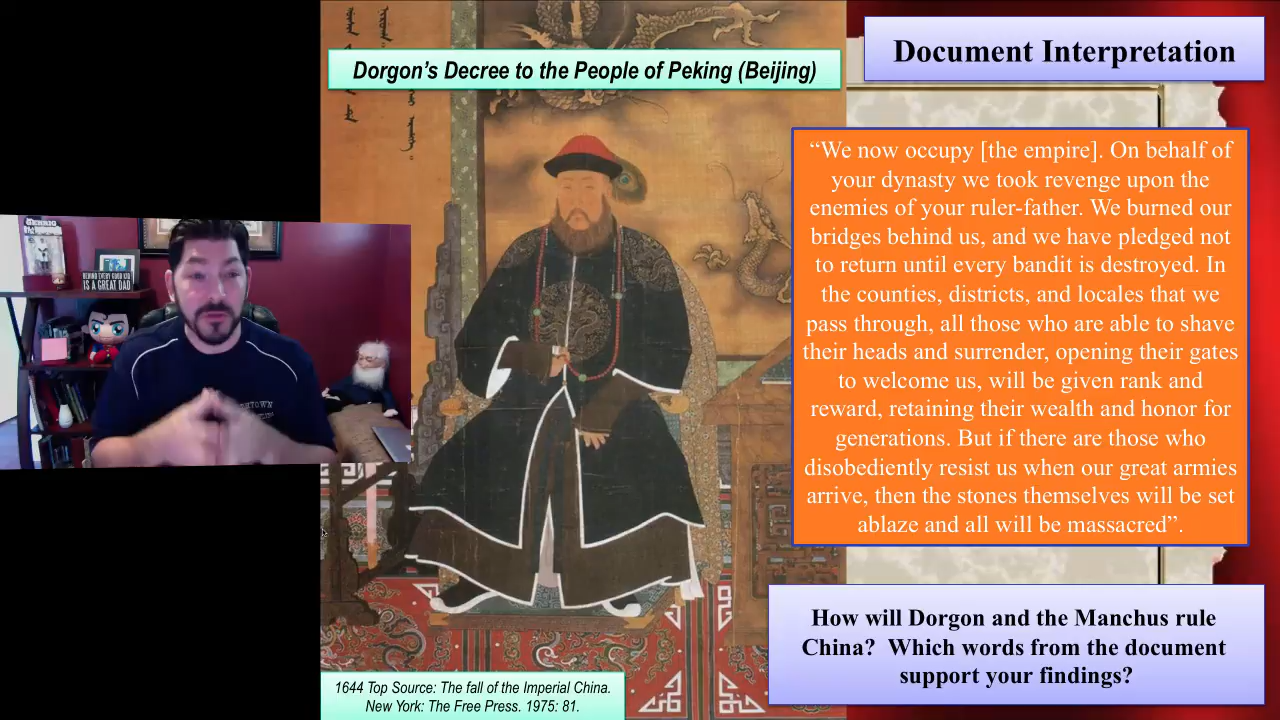 Document Interpretation
Dorgon’s Decree to the People of Peking (Beijing)
“We now occupy [the empire]. On behalf of
your dynasty we took revenge upon the
enemies of your ruler-father. We burned our
bridges behind us, and we have pledged not
to return until every bandit is destroyed. In
the counties, districts, and locales that we
pass through, all those who are able to shave
their heads and surrender, opening their gates
to welcome us, will be given rank and
reward, retaining their wealth and honor for
generations. But if there are those who
disobediently resist us when our great armies
arrive, then the stones themselves will be set
ablaze and all will be massacred”.
BEHIND EVERY GOOD KID
IS A GREAT DAD
How will Dorgon and the Manchus rule
China? Which words from the document
support your findings?
1644 Top Source: The fall of the Imperial China.
New York: The Free Press. 1975: 81.